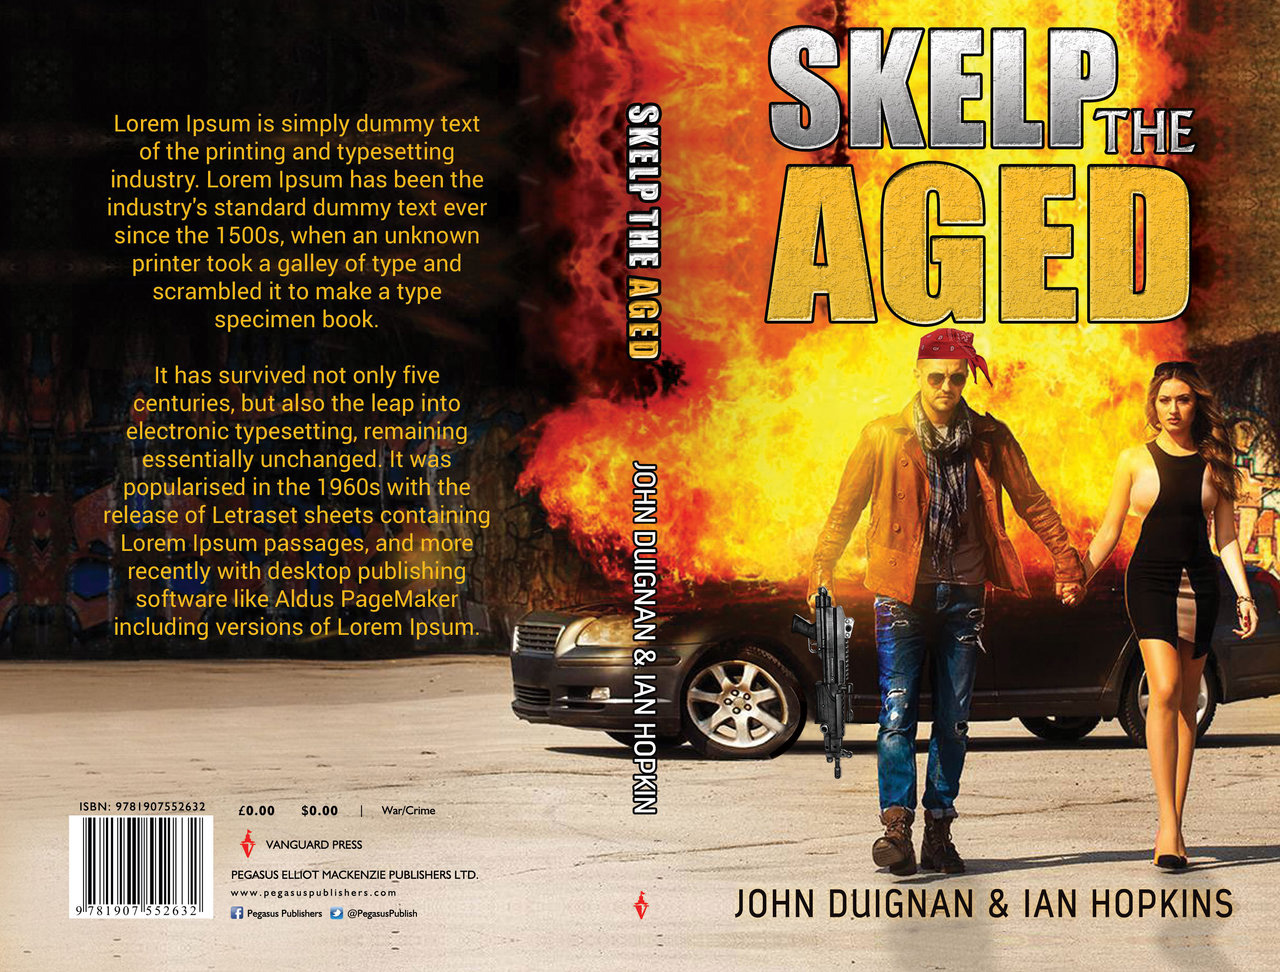 Lorem Ipsum is simply dummy text
of the printing and typesetting
industry. Lorem Ipsum has been the
industry's standard dummy text ever
since the 1500s, when an unknown
printer took a galley of type and
scrambled it to make a type
specimen book.
It has survived not only five
centuries, but also the leap into
electronic typesetting, remaining
essentially unchanged. It was
popularised in the 1960s with the
release of Letraset sheets containing
Lorem Ipsum passages, and more
recently with desktop publishing
software like Aldus PageMaker
including versions of Lorem Ipsum.
ISBN: 9781907552632
9 781907 552632
£0.00 $0.00 | War/Crime
VANGUARD PRESS
PEGASUS ELLIOT MACKENZIE PUBLISHERS LTD.
www.pegasuspublishers.com
Pegasus Publishers @PegasusPublish
SKELP THE AGED
JOHN DUIGNAN & IAN HOPKIN
SKELP THE
AGED
JOHN DUIGNAN & IAN HOPKINS